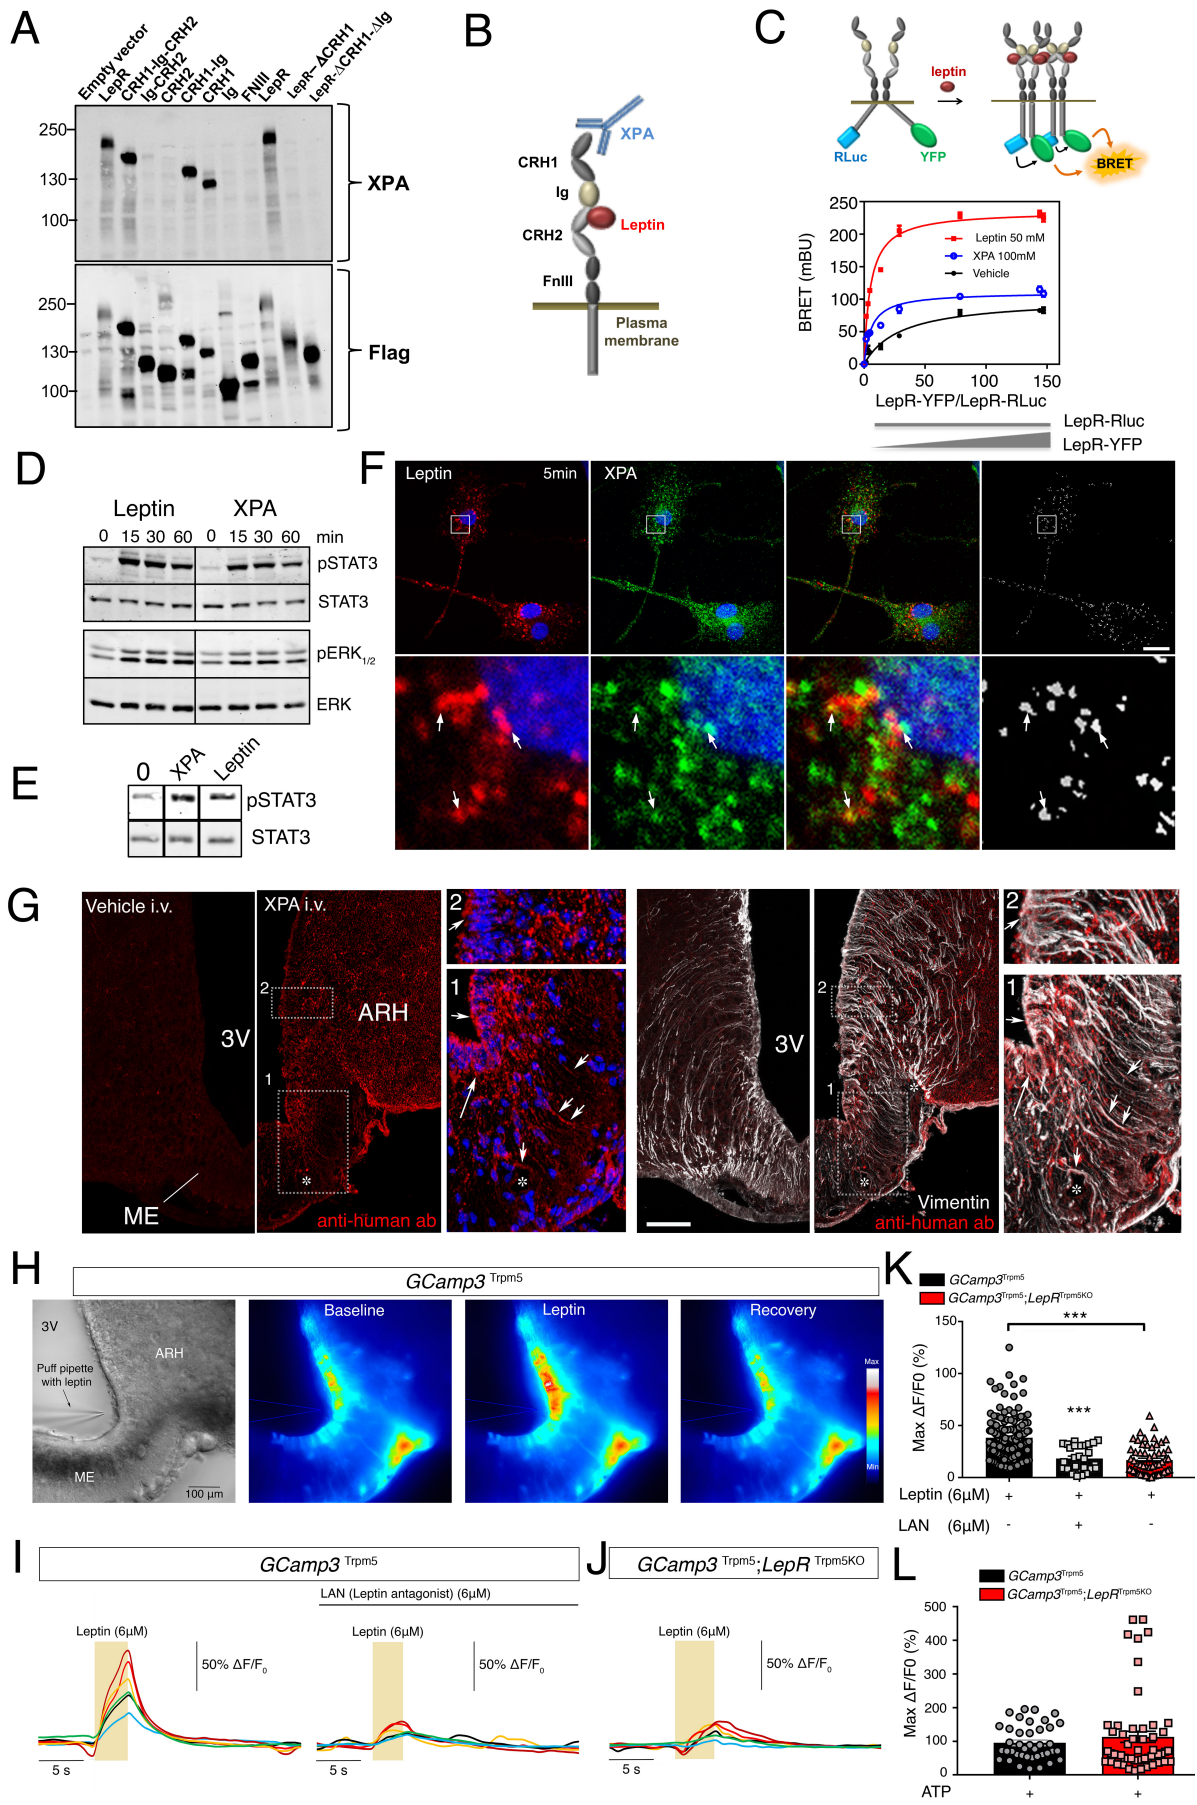 A
Empty vector
LepR
CRH1-Ig-CRH2
Ig-CRH2
CRH2
CRH1-Ig
CRH1
Ig
FNIII
LepR
LepR-ΔCRH1
LepR-ΔCRH1-ΔIg
250
130
100
XPA
250
130
100
Flag
B
XPA
CRH1
Ig
Leptin
CRH2
FnIII
Plasma
membrane
C
leptin
RLuc
YFP
BRET
250
200
150
100
50
0
BRET (mBU)
Leptin 50 mM
XPA 100mM
Vehicle
0
50
100
150
LepR-YFP/LepR-RLuc
LepR-Rluc
LepR-YFP
D
Leptin
XPA
0 15 30 60 0 15 30 60 min
pSTAT3
STAT3
pERK1/2
ERK
E
0
XPA
Leptin
pSTAT3
STAT3
F
Leptin
5min
XPA
G
Vehicle i.v.
XPA i.v.
2
ARH
3V
1
*
ME
anti-human ab
2
1
*
3V
2
1
*
*
Vimentin
anti-human ab
2
1
*
H
GCamp3 Trpm5
3V
ARH
Puff pipette
with leptin
ME
100 µm
Baseline
Leptin
Recovery
Max
Min
I
GCamp3 Trpm5
LAN (Leptin antagonist) (6µM)
Leptin (6µM)
50% ΔF/F0
5 s
Leptin (6µM)
50% ΔF/F0
5 s
J
GCamp3 Trpm5;LepR Trpm5KO
Leptin (6µM)
50% ΔF/F0
5 s
K
GCamp3Trpm5
GCamp3Trpm5;LepRTrpm5KO
150
100
50
0
Max ΔF/F0 (%)
***
***
Leptin (6µM) + + +
LAN (6µM) - + -
L
GCamp3Trpm5
GCamp3Trpm5;LepRTrpm5KO
500
400
300
200
100
0
Max ΔF/F0 (%)
ATP + +